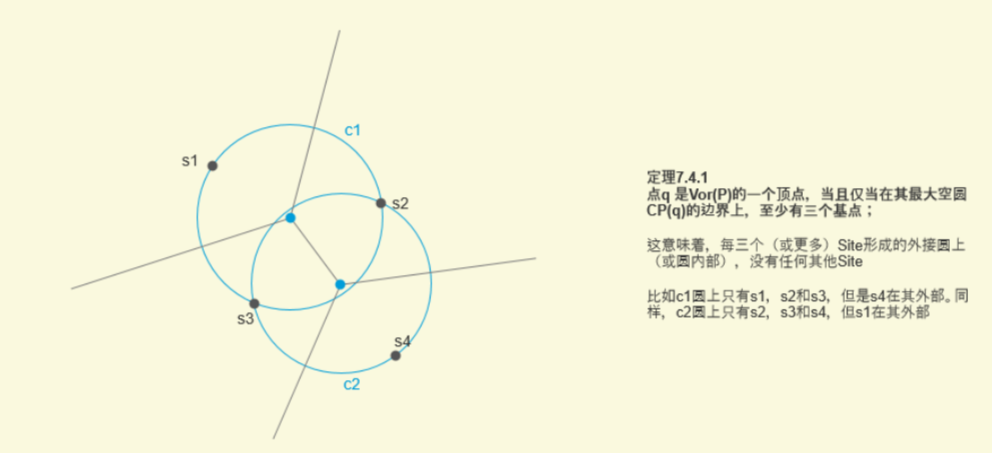 c1
s1
s2
s3
s4
c2
定理7.4.1
点q 是Vor(P)的一个顶点，当且仅当在其最大空圆
CP(q)的边界上，至少有三个基点；
这意味着，每三个（或更多）Site形成的外接圆上
（或圆内部），没有任何其他Site
比如c1圆上只有s1，s2和s3，但是s4在其外部。同
样，c2圆上只有s2，s3和s4，但s1在其外部